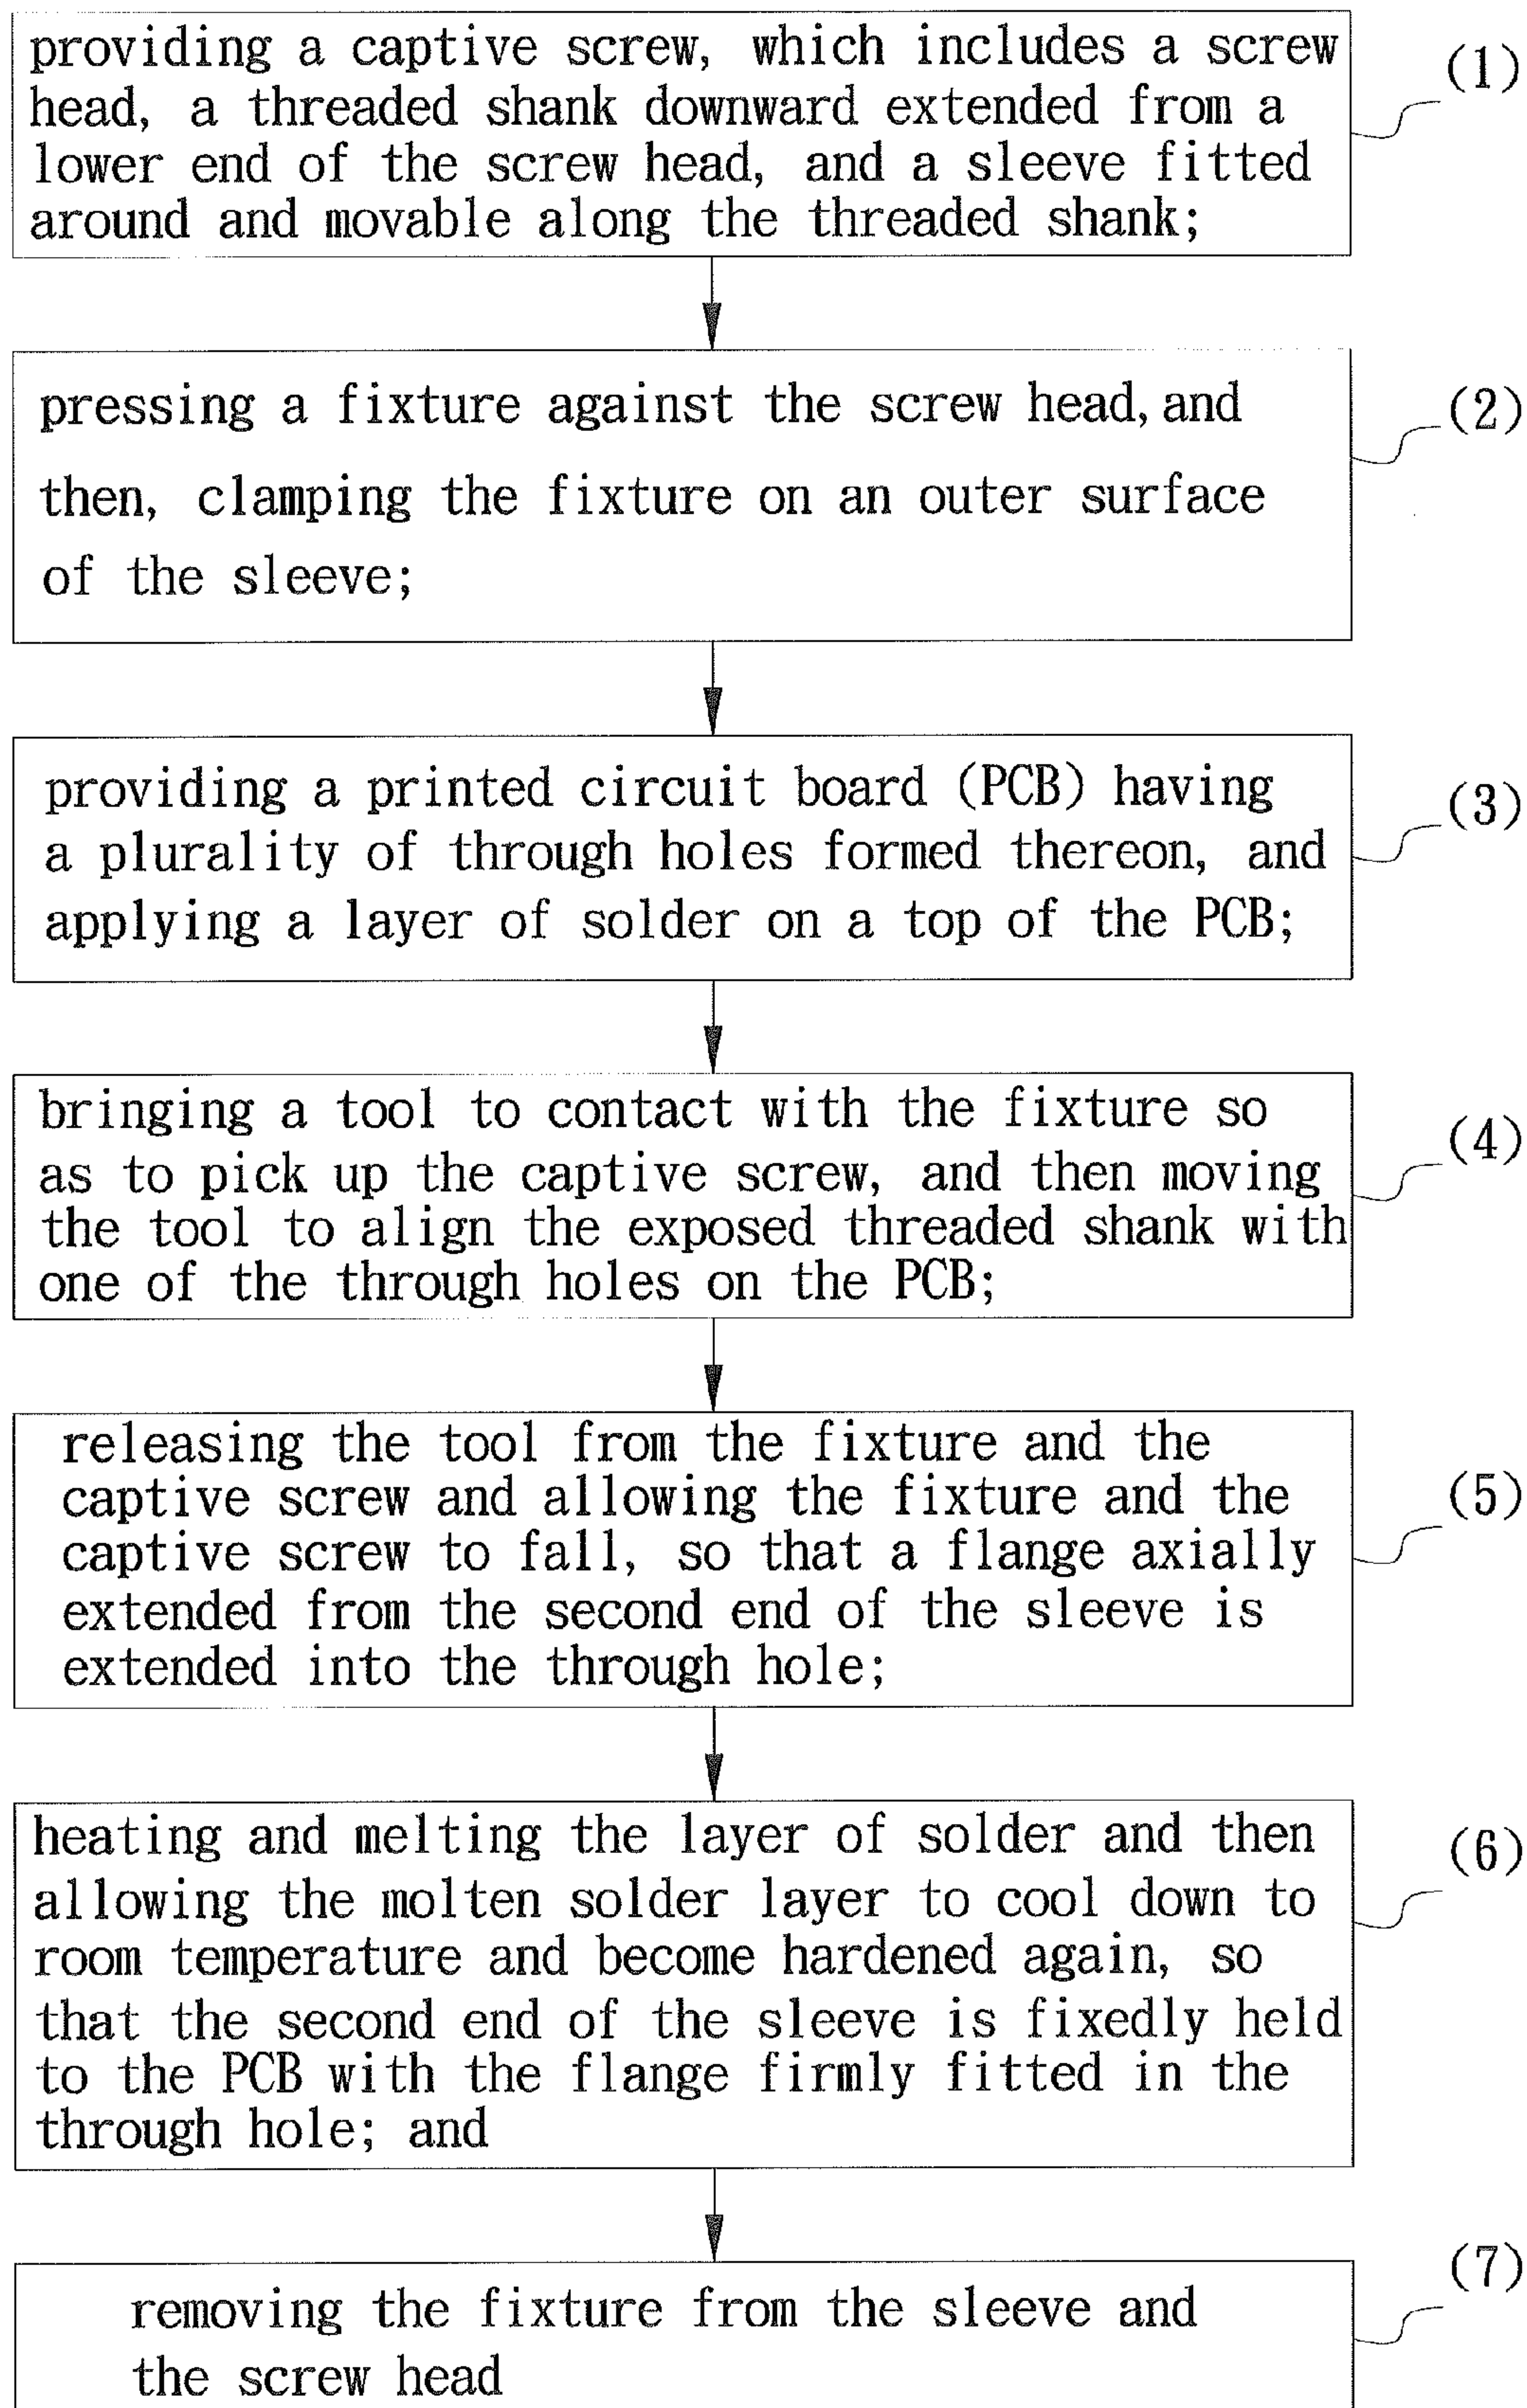 providing a captive screw, which includes a screw
head, a threaded shank downward extended from a
lower end of the screw head, and a sleeve fitted
around and movable along the threaded shank;
(1)
pressing a fixture against the screw head, and
then, clamping the fixture on an outer surface
of the sleeve;
(2)
providing a printed circuit board (PCB) having
a plurality of through holes formed thereon, and
applying a layer of solder on a top of the PCB;
(3)
bringing a tool to contact with the fixture so
as to pick up the captive screw, and then moving
the tool to align the exposed threaded shank with
one of the through holes on the PCB;
(4)
releasing the tool from the fixture and the
captive screw and allowing the fixture and the
captive screw to fall, so that a flange axially
extended from the second end of the sleeve is
extended into the through hole;
(5)
heating and melting the layer of solder and then
allowing the molten solder layer to cool down to
room temperature and become hardened again, so
that the second end of the sleeve is fixedly held
to the PCB with the flange firmly fitted in the
through hole; and
(6)
removing the fixture from the sleeve and
the screw head
(7)